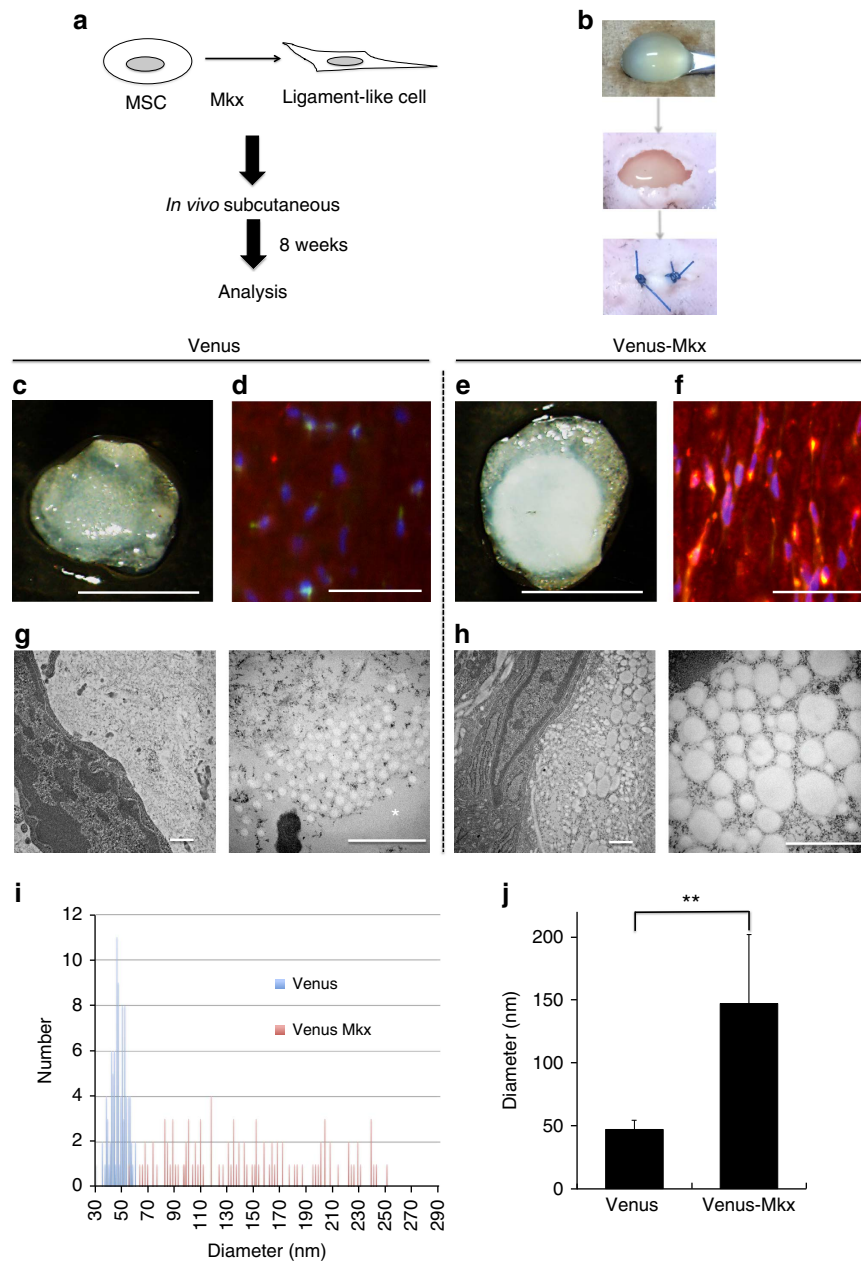 a
MSC
Mkx
Ligament-like cell
In vivo subcutaneous
8 weeks
Analysis
b
Venus
Venus-Mkx
c
d
e
f
g
*
h
i
Number
12
10
8
6
4
2
0
Venus
Venus Mkx
30 50 70 90 110 130 150 170 190 210 230 250 270 290
Diameter (nm)
j
**
Diameter (nm)
200
150
100
50
0
Venus Venus-Mkx